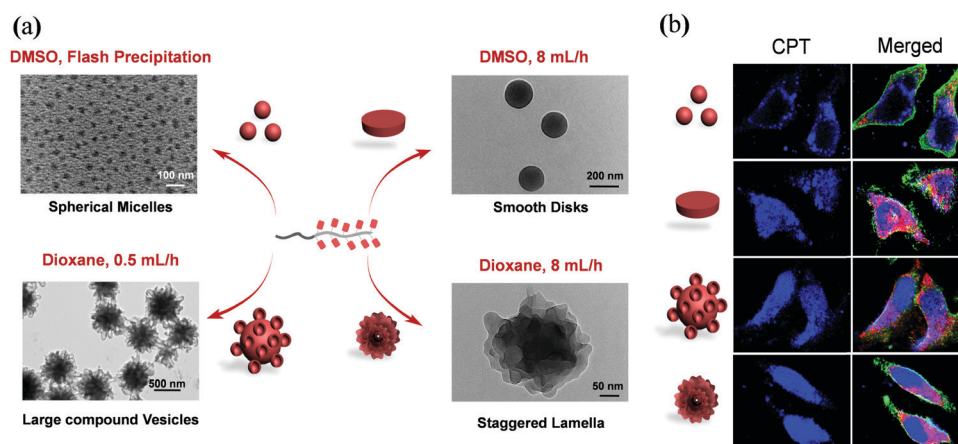 (a)
DMSO, Flash Precipitation
100 nm
Spherical Micelles
DMSO, 8 mL/h
200 nm
Smooth Disks
Dioxane, 0.5 mL/h
500 nm
Large compound Vesicles
Dioxane, 8 mL/h
50 nm
Staggered Lamella
(b)
CPT Merged